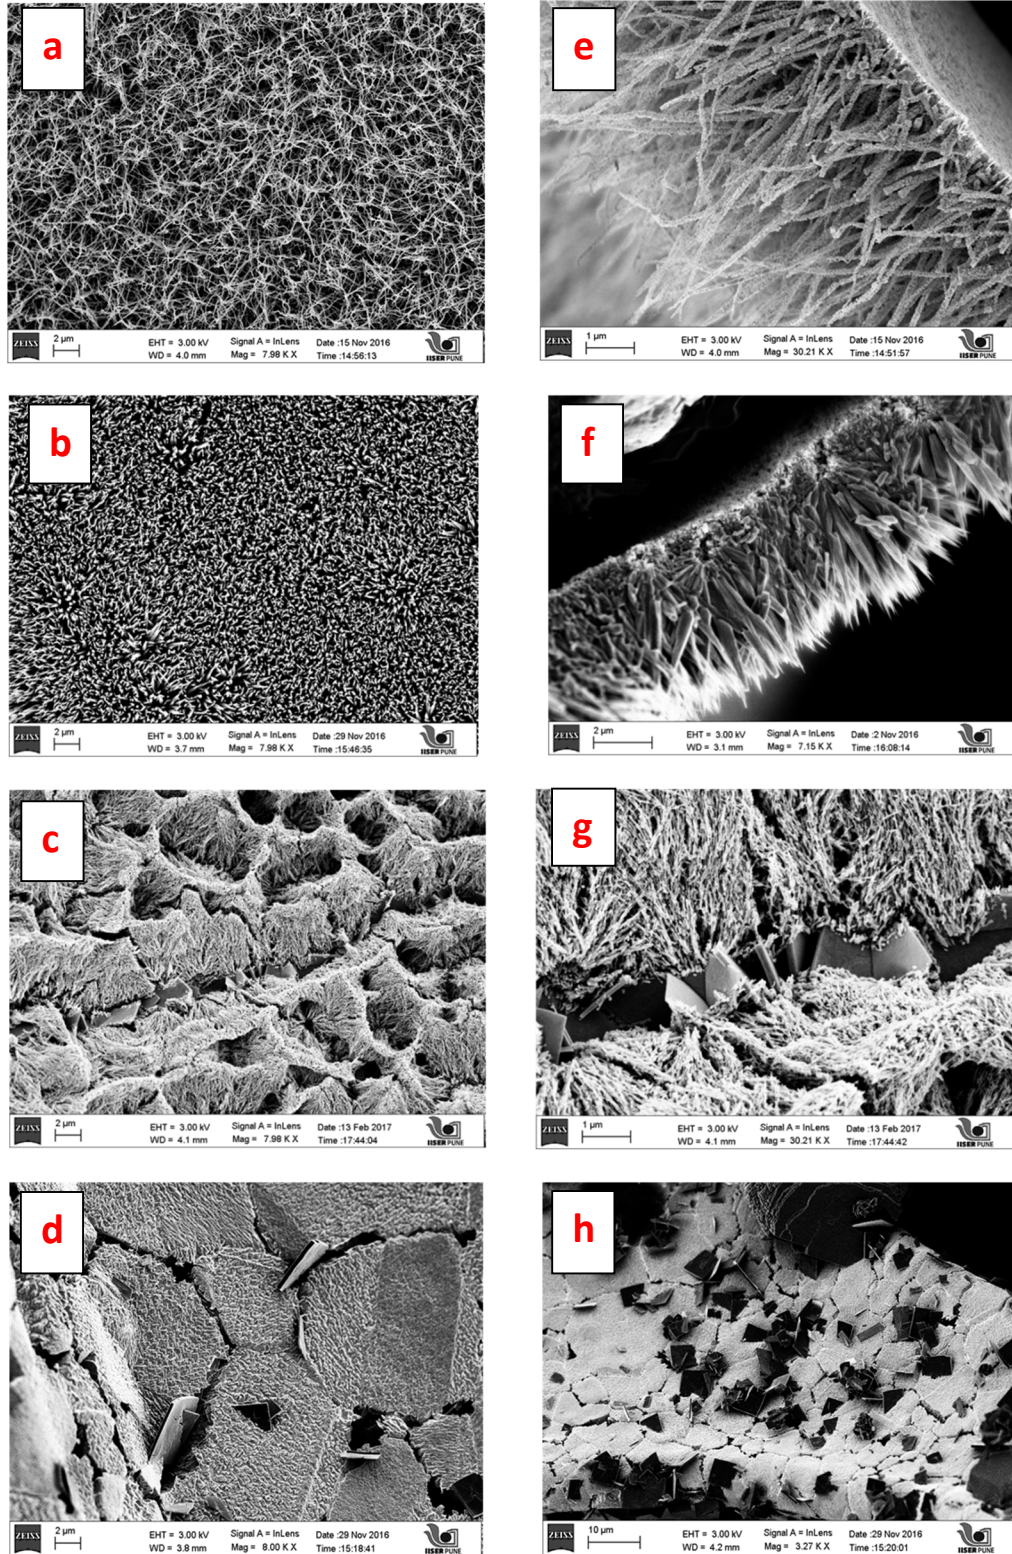 a
2 µm
EHT = 3.00 kV Signal A = InLens Date :15 Nov 2016
ZEISS WD = 4.0 mm Mag = 7.98 K X Time :14:56:13 IISER PUNE
e
1 µm
EHT = 3.00 kV Signal A = InLens Date :15 Nov 2016
ZEISS WD = 4.0 mm Mag = 30.21 K X Time :14:51:57 IISER PUNE
b
2 µm
EHT = 3.00 kV Signal A = InLens Date :29 Nov 2016
ZEISS WD = 3.7 mm Mag = 7.98 K X Time :15:46:35 IISER PUNE
f
2 µm
EHT = 3.00 kV Signal A = InLens Date :2 Nov 2016
ZEISS WD = 3.1 mm Mag = 7.15 K X Time :16:08:14 IISER PUNE
c
2 µm
EHT = 3.00 kV Signal A = InLens Date :13 Feb 2017
ZEISS WD = 4.1 mm Mag = 7.98 K X Time :17:44:04 IISER PUNE
g
1 µm
EHT = 3.00 kV Signal A = InLens Date :13 Feb 2017
ZEISS WD = 4.1 mm Mag = 30.21 K X Time :17:44:42 IISER PUNE
d
2 µm
EHT = 3.00 kV Signal A = InLens Date :29 Nov 2016
ZEISS WD = 3.8 mm Mag = 8.00 K X Time :15:18:41 IISER PUNE
h
10 µm
EHT = 3.00 kV Signal A = InLens Date :29 Nov 2016
ZEISS WD = 4.2 mm Mag = 3.27 K X Time :15:20:01 IISER PUNE